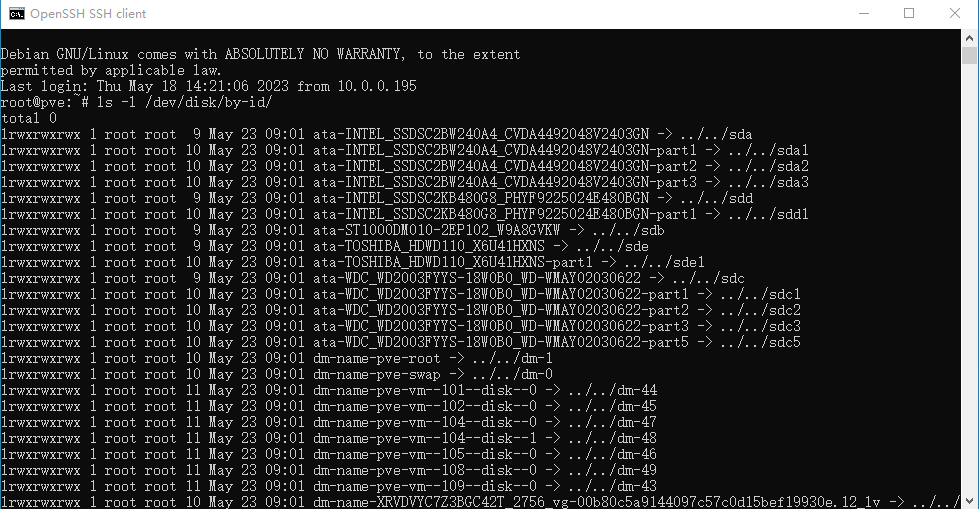 OpenSSH SSH client
Debian GNU/Linux comes with ABSOLUTELY NO WARRANTY, to the extent
permitted by applicable law.
Last login: Thu May 18 14:21:06 2023 from 10.0.0.195
root@pve:~# ls -l /dev/disk/by-id/
total 0
lrwxrwxrwx 1 root root  9 May 23 09:01 ata-INTEL_SSDSC2BW240A4_CVDA4492048V2403GN -> ../../sda
lrwxrwxrwx 1 root root 10 May 23 09:01 ata-INTEL_SSDSC2BW240A4_CVDA4492048V2403GN-part1 -> ../../sda1
lrwxrwxrwx 1 root root 10 May 23 09:01 ata-INTEL_SSDSC2BW240A4_CVDA4492048V2403GN-part2 -> ../../sda2
lrwxrwxrwx 1 root root 10 May 23 09:01 ata-INTEL_SSDSC2BW240A4_CVDA4492048V2403GN-part3 -> ../../sda3
lrwxrwxrwx 1 root root  9 May 23 09:01 ata-INTEL_SSDSC2KB480G8_PHYF9225024E480BGN -> ../../sdd
lrwxrwxrwx 1 root root 10 May 23 09:01 ata-INTEL_SSDSC2KB480G8_PHYF9225024E480BGN-part1 -> ../../sdd1
lrwxrwxrwx 1 root root  9 May 23 09:01 ata-ST1000DM010-2EP102_W9A8GVKW -> ../../sdb
lrwxrwxrwx 1 root root  9 May 23 09:01 ata-TOSHIBA_HDWD110_X6U41HXNS -> ../../sde
lrwxrwxrwx 1 root root 10 May 23 09:01 ata-TOSHIBA_HDWD110_X6U41HXNS-part1 -> ../../sde1
lrwxrwxrwx 1 root root  9 May 23 09:01 ata-WDC_WD2003FYYS-18W0B0_WD-WMAY02030622 -> ../../sdc
lrwxrwxrwx 1 root root 10 May 23 09:01 ata-WDC_WD2003FYYS-18W0B0_WD-WMAY02030622-part1 -> ../../sdc1
lrwxrwxrwx 1 root root 10 May 23 09:01 ata-WDC_WD2003FYYS-18W0B0_WD-WMAY02030622-part2 -> ../../sdc2
lrwxrwxrwx 1 root root 10 May 23 09:01 ata-WDC_WD2003FYYS-18W0B0_WD-WMAY02030622-part3 -> ../../sdc3
lrwxrwxrwx 1 root root 10 May 23 09:01 ata-WDC_WD2003FYYS-18W0B0_WD-WMAY02030622-part5 -> ../../sdc5
lrwxrwxrwx 1 root root 10 May 23 09:01 dm-name-pve-root -> ../../dm-1
lrwxrwxrwx 1 root root 10 May 23 09:01 dm-name-pve-swap -> ../../dm-0
lrwxrwxrwx 1 root root 11 May 23 09:01 dm-name-pve-vm--101--disk--0 -> ../../dm-44
lrwxrwxrwx 1 root root 11 May 23 09:01 dm-name-pve-vm--102--disk--0 -> ../../dm-45
lrwxrwxrwx 1 root root 11 May 23 09:01 dm-name-pve-vm--104--disk--0 -> ../../dm-47
lrwxrwxrwx 1 root root 11 May 23 09:01 dm-name-pve-vm--104--disk--1 -> ../../dm-48
lrwxrwxrwx 1 root root 11 May 23 09:01 dm-name-pve-vm--105--disk--0 -> ../../dm-46
lrwxrwxrwx 1 root root 11 May 23 09:01 dm-name-pve-vm--108--disk--0 -> ../../dm-49
lrwxrwxrwx 1 root root 11 May 23 09:01 dm-name-pve-vm--109--disk--0 -> ../../dm-43
lrwxrwxrwx 1 root root 10 May 23 09:01 dm-name-XRVDVYC7Z3BGC42T_2756_vg-00b80c5a9144097c57c0d15bef19930e.12_lv -> ../../